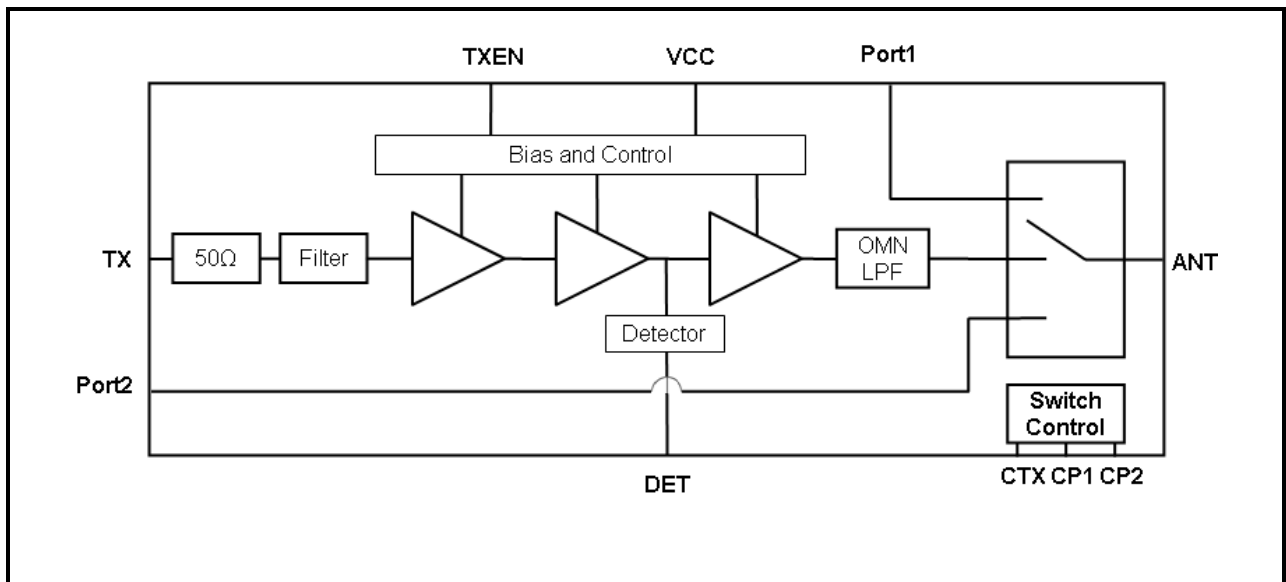 TXEN
VCC
Port1
Bias and Control
TX
50Ω
Filter
OMN
LPF
ANT
Detector
Port2
Switch
Control
CTX CP1 CP2
DET